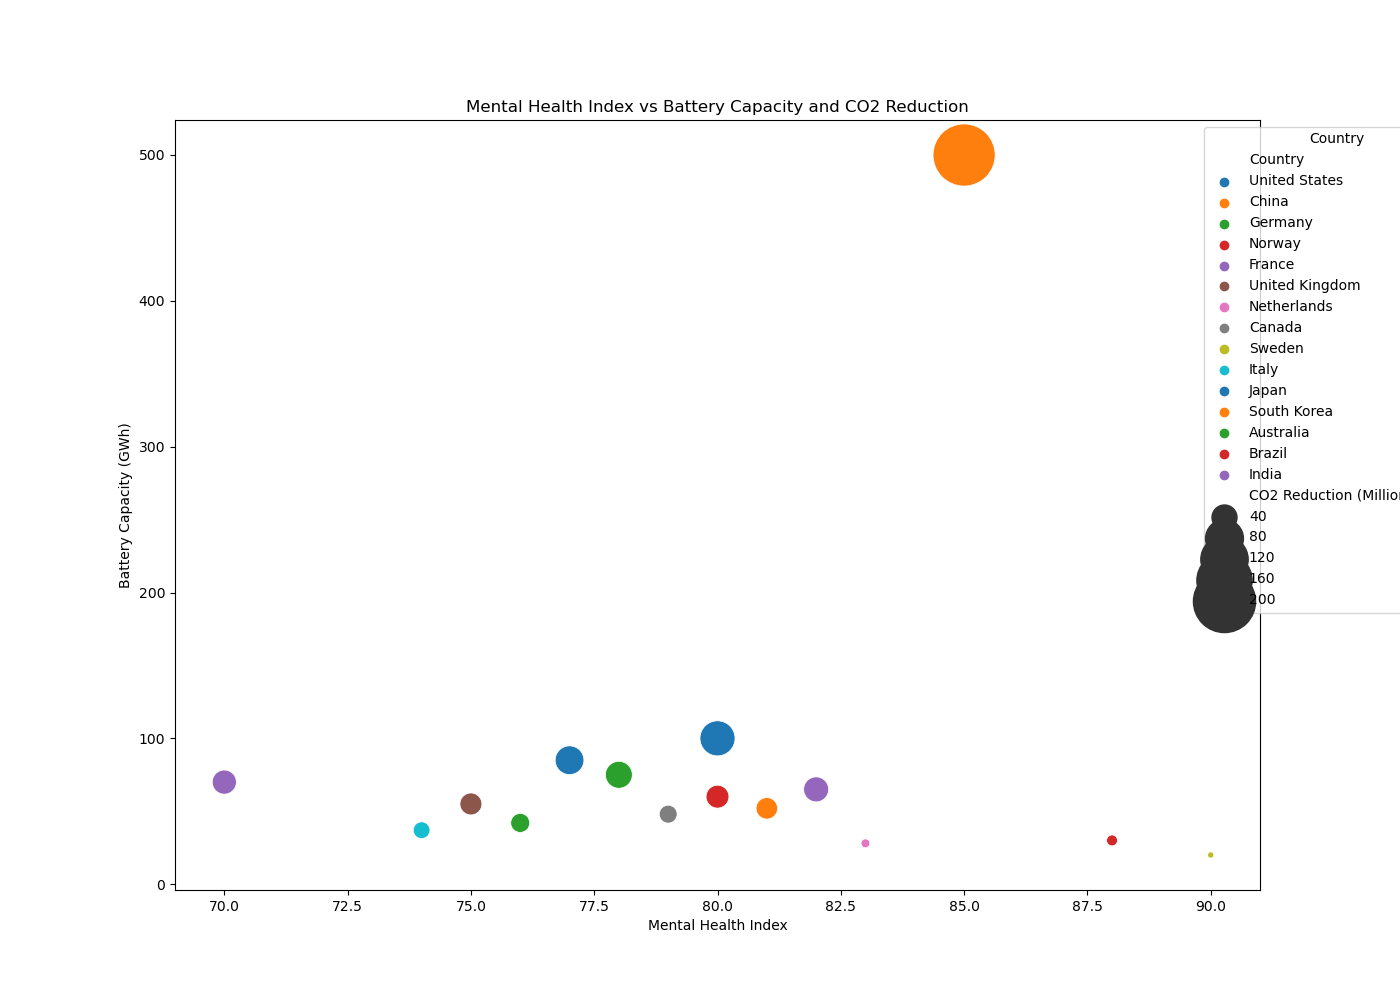 Mental Health Index vs Battery Capacity and CO2 Reduction
500
400
300
200
100
0
Battery Capacity (GWh)
70.0
72.5
75.0
77.5
80.0
82.5
85.0
87.5
90.0
Mental Health Index
Country
Country
United States
China
Germany
Norway
France
United Kingdom
Netherlands
Canada
Sweden
Italy
Japan
South Korea
Australia
Brazil
India
CO2 Reduction
40
80
120
160
200